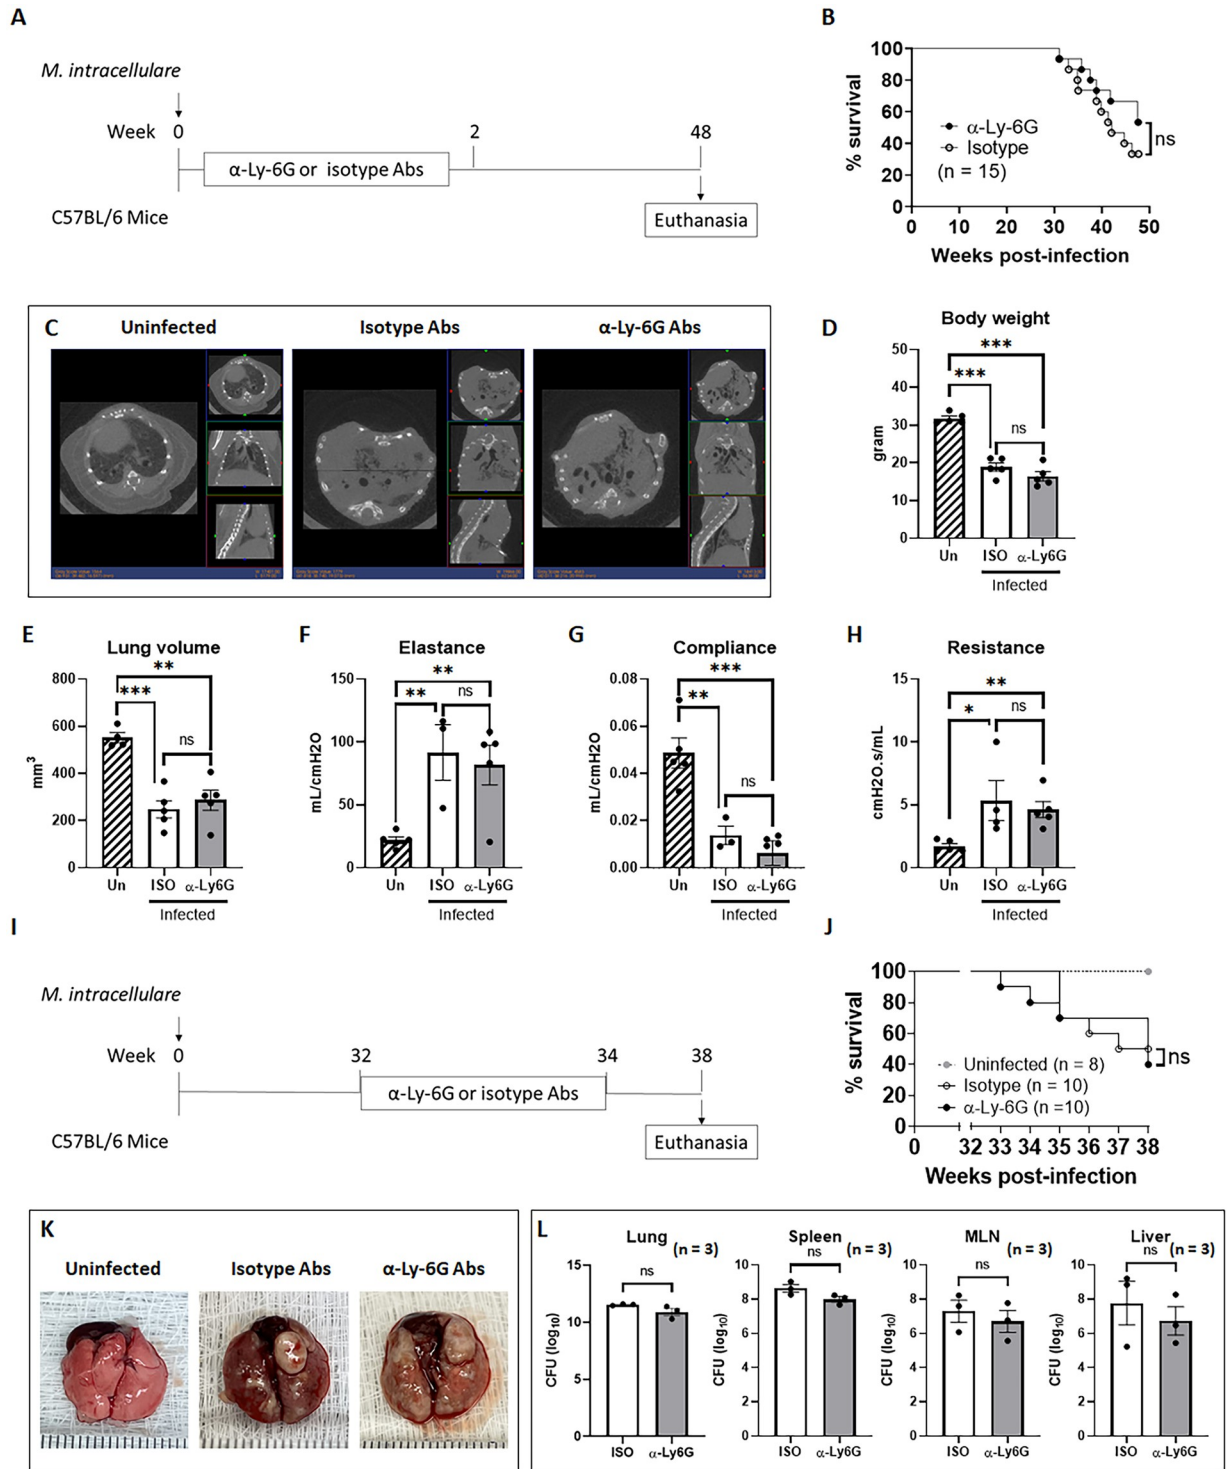 A
M. intracellulare
Week 0 2 48
α-Ly-6G or isotype Abs
C57BL/6 Mice
Euthanasia
B
% survival
100
80
60
40
20
0
α-Ly-6G
Isotype
(n = 15)
ns
0 10 20 30 40 50
Weeks post-infection
C
Uninfected Isotype Abs α-Ly-6G Abs
D
Body weight
gram
50
40
30
20
10
0
***
***
ns
Un ISO α-Ly6G
Infected
E
Lung volume
mm3
800
600
400
200
0
**
***
ns
Un ISO α-Ly6G
Infected
F
Elastance
mL/cmH2O
150
100
50
0
**
** ns
Un ISO α-Ly6G
Infected
G
Compliance
mL/cmH2O
0.08
0.06
0.04
0.02
0.00
***
**
ns
Un ISO α-Ly6G
Infected
H
Resistance
cmH2O.s/mL
15
10
5
0
**
* ns
Un ISO α-Ly6G
Infected
I
M. intracellulare
Week 0 32 34 38
α-Ly-6G or isotype Abs
C57BL/6 Mice
Euthanasia
J
% survival
100
80
60
40
20
0
Uninfected (n = 8)
Isotype (n = 10)
α-Ly-6G (n =10)
ns
0 32 33 34 35 36 37 38
Weeks post-infection
K
Uninfected Isotype Abs α-Ly-6G Abs
L
Lung (n = 3)
ns
CFU (log10)
15
10
5
0
ISO α-Ly6G
Spleen (n = 3)
ns
CFU (log10)
10
8
6
4
2
0
ISO α-Ly6G
MLN (n = 3)
ns
CFU (log10)
10
8
6
4
2
0
ISO α-Ly6G
Liver (n = 3)
ns
CFU (log10)
10
8
6
4
2
0
ISO α-Ly6G